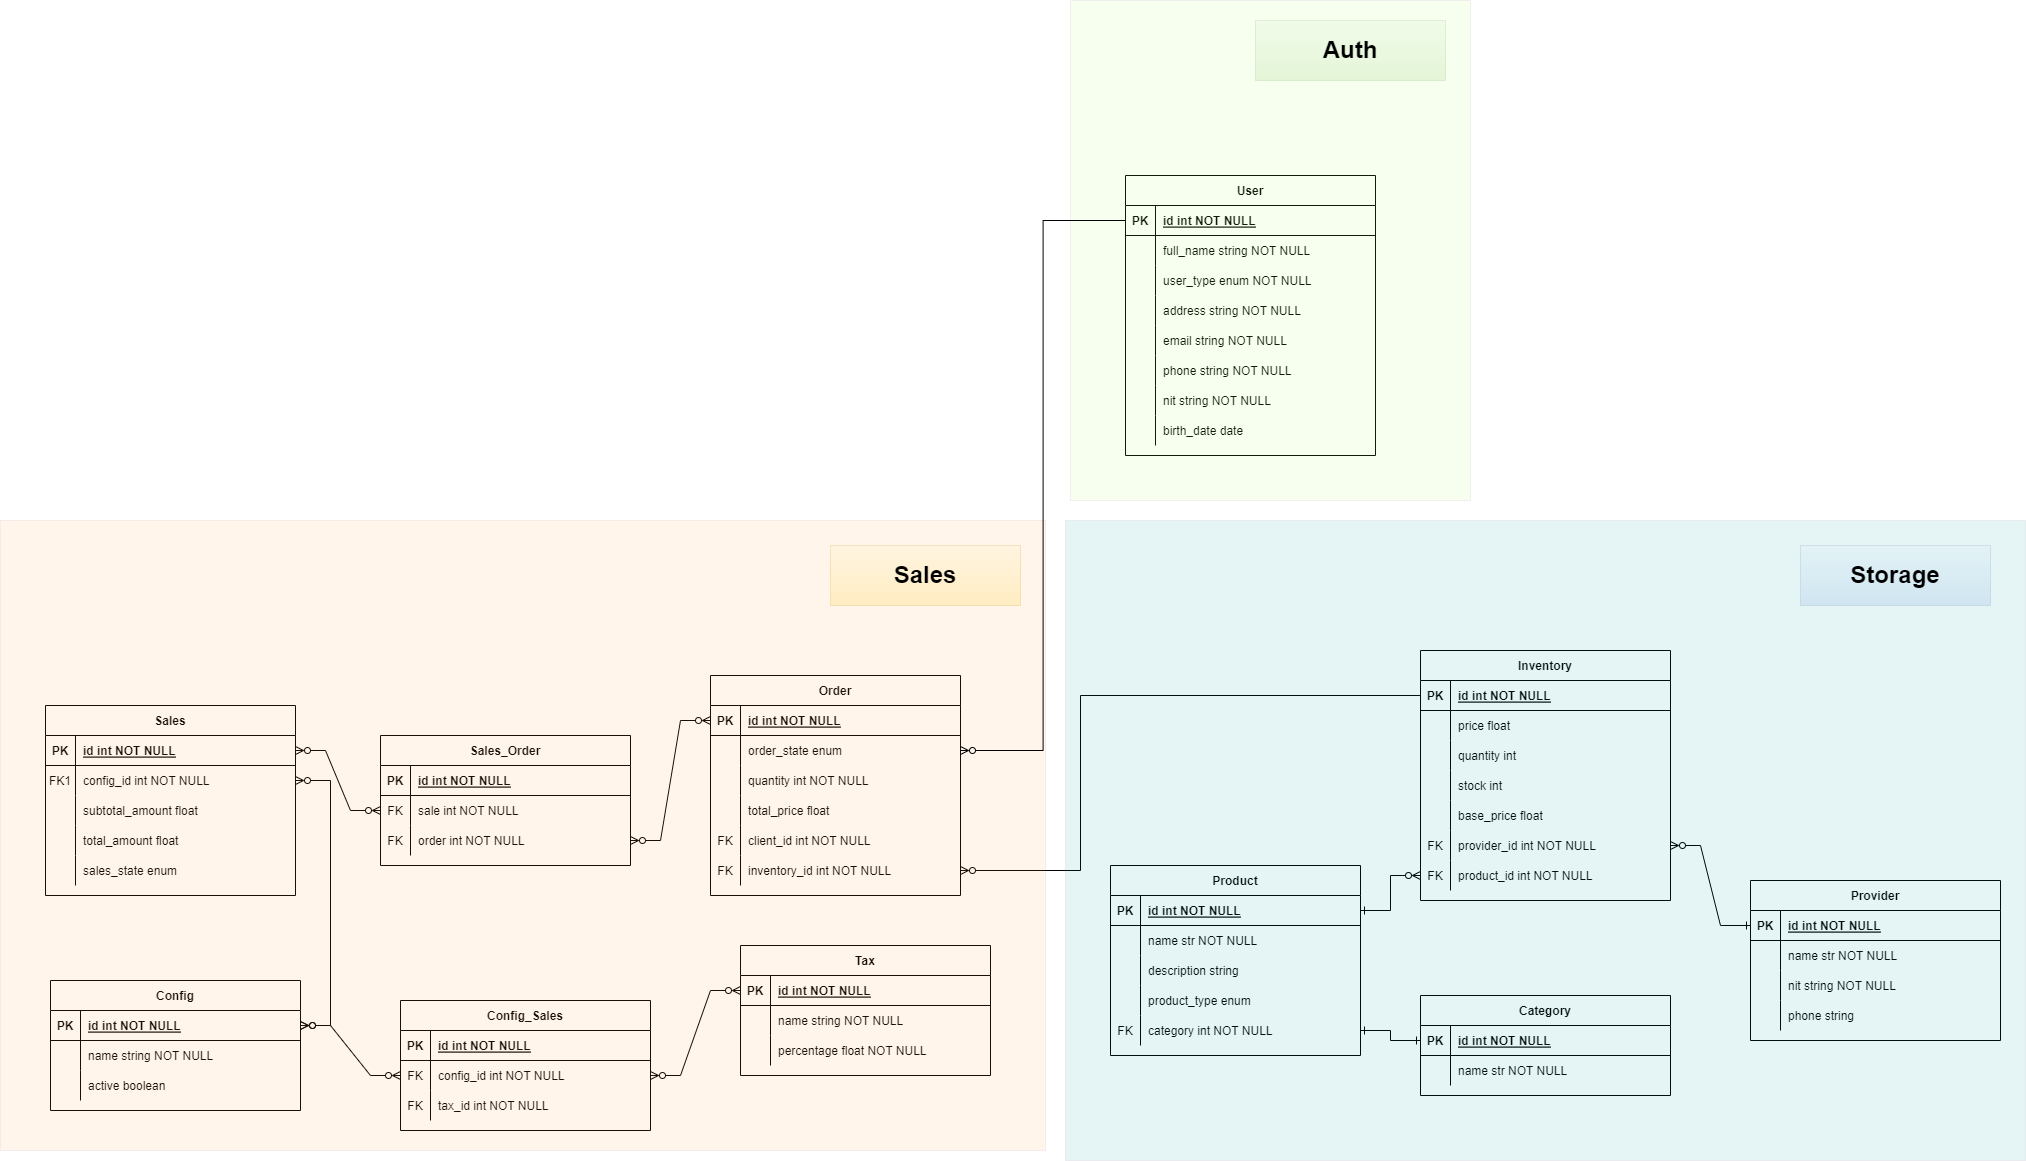 Auth
User
PK id int NOT NULL
full_name string NOT NULL
user_type enum NOT NULL
address string NOT NULL
email string NOT NULL
phone string NOT NULL
nit string NOT NULL
birth_date date
Sales
Sales
PK id int NOT NULL
FK1 config_id int NOT NULL
subtotal_amount float
total_amount float
sales_state enum
Sales_Order
PK id int NOT NULL
FK sale int NOT NULL
FK order int NOT NULL
Order
PK id int NOT NULL
order_state enum
quantity int NOT NULL
total_price float
FK client_id int NOT NULL
FK inventory_id int NOT NULL
Config
PK id int NOT NULL
name string NOT NULL
active boolean
Config_Sales
PK id int NOT NULL
FK config_id int NOT NULL
FK tax_id int NOT NULL
Tax
PK id int NOT NULL
name string NOT NULL
percentage float NOT NULL
Storage
Inventory
PK id int NOT NULL
price float
quantity int
stock int
base_price float
FK provider_id int NOT NULL
FK product_id int NOT NULL
Product
PK id int NOT NULL
name str NOT NULL
description string
product_type enum
FK category int NOT NULL
Category
PK id int NOT NULL
name str NOT NULL
Provider
PK id int NOT NULL
name str NOT NULL
nit string NOT NULL
phone string